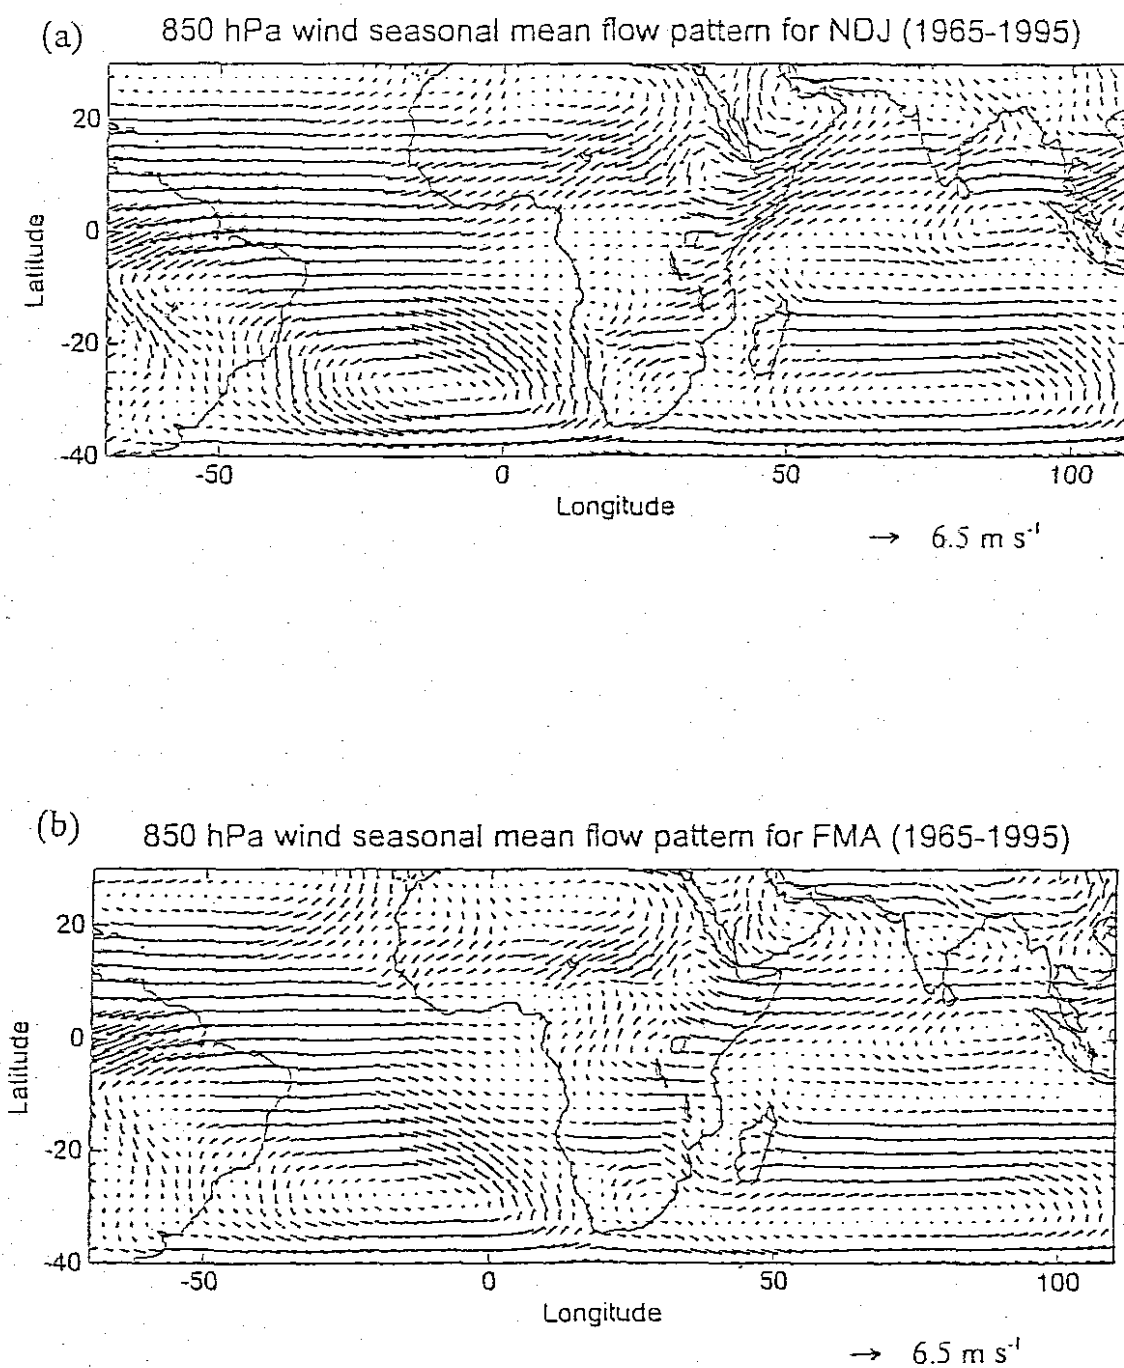 (a) 850 hPa wind seasonal mean flow pattern for NDJ (1965-1995)
20
0
-20
-40
Latitude
-50 0 50 100
Longitude
→ 6.5 m s⁻¹
(b) 850 hPa wind seasonal mean flow pattern for FMA (1965-1995)
20
0
-20
-40
Latitude
-50 0 50 100
Longitude
→ 6.5 m s⁻¹